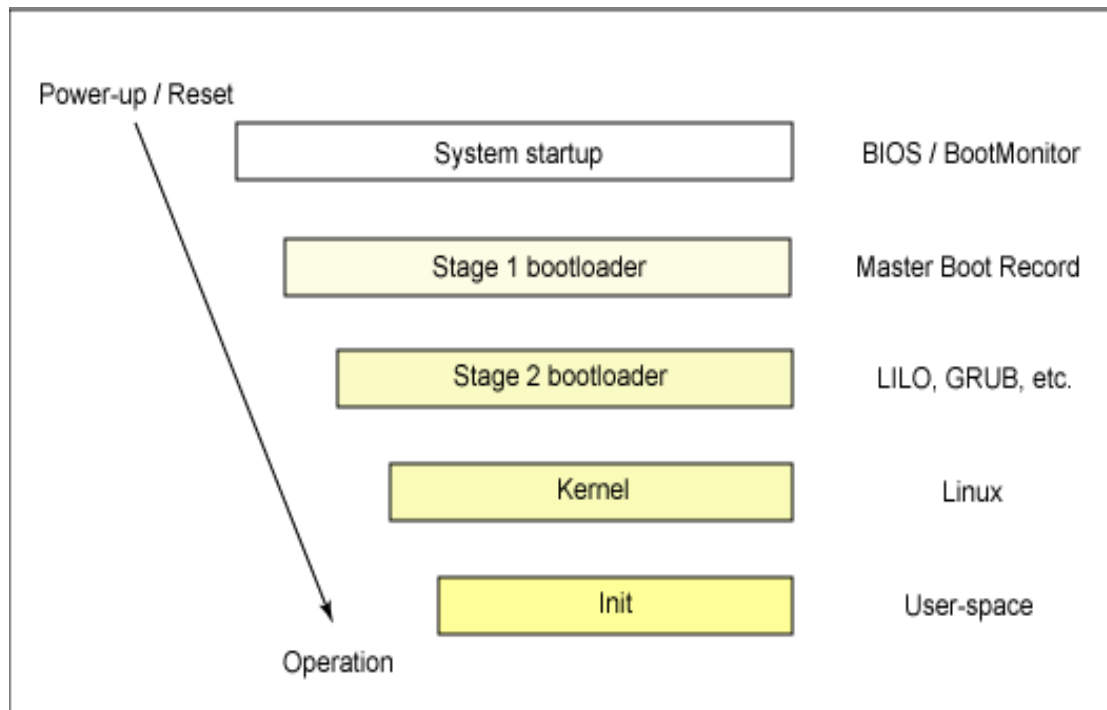 Power-up / Reset
System startup
BIOS / BootMonitor
Stage 1 bootloader
Master Boot Record
Stage 2 bootloader
LILO, GRUB, etc.
Kernel
Linux
Init
User-space
Operation